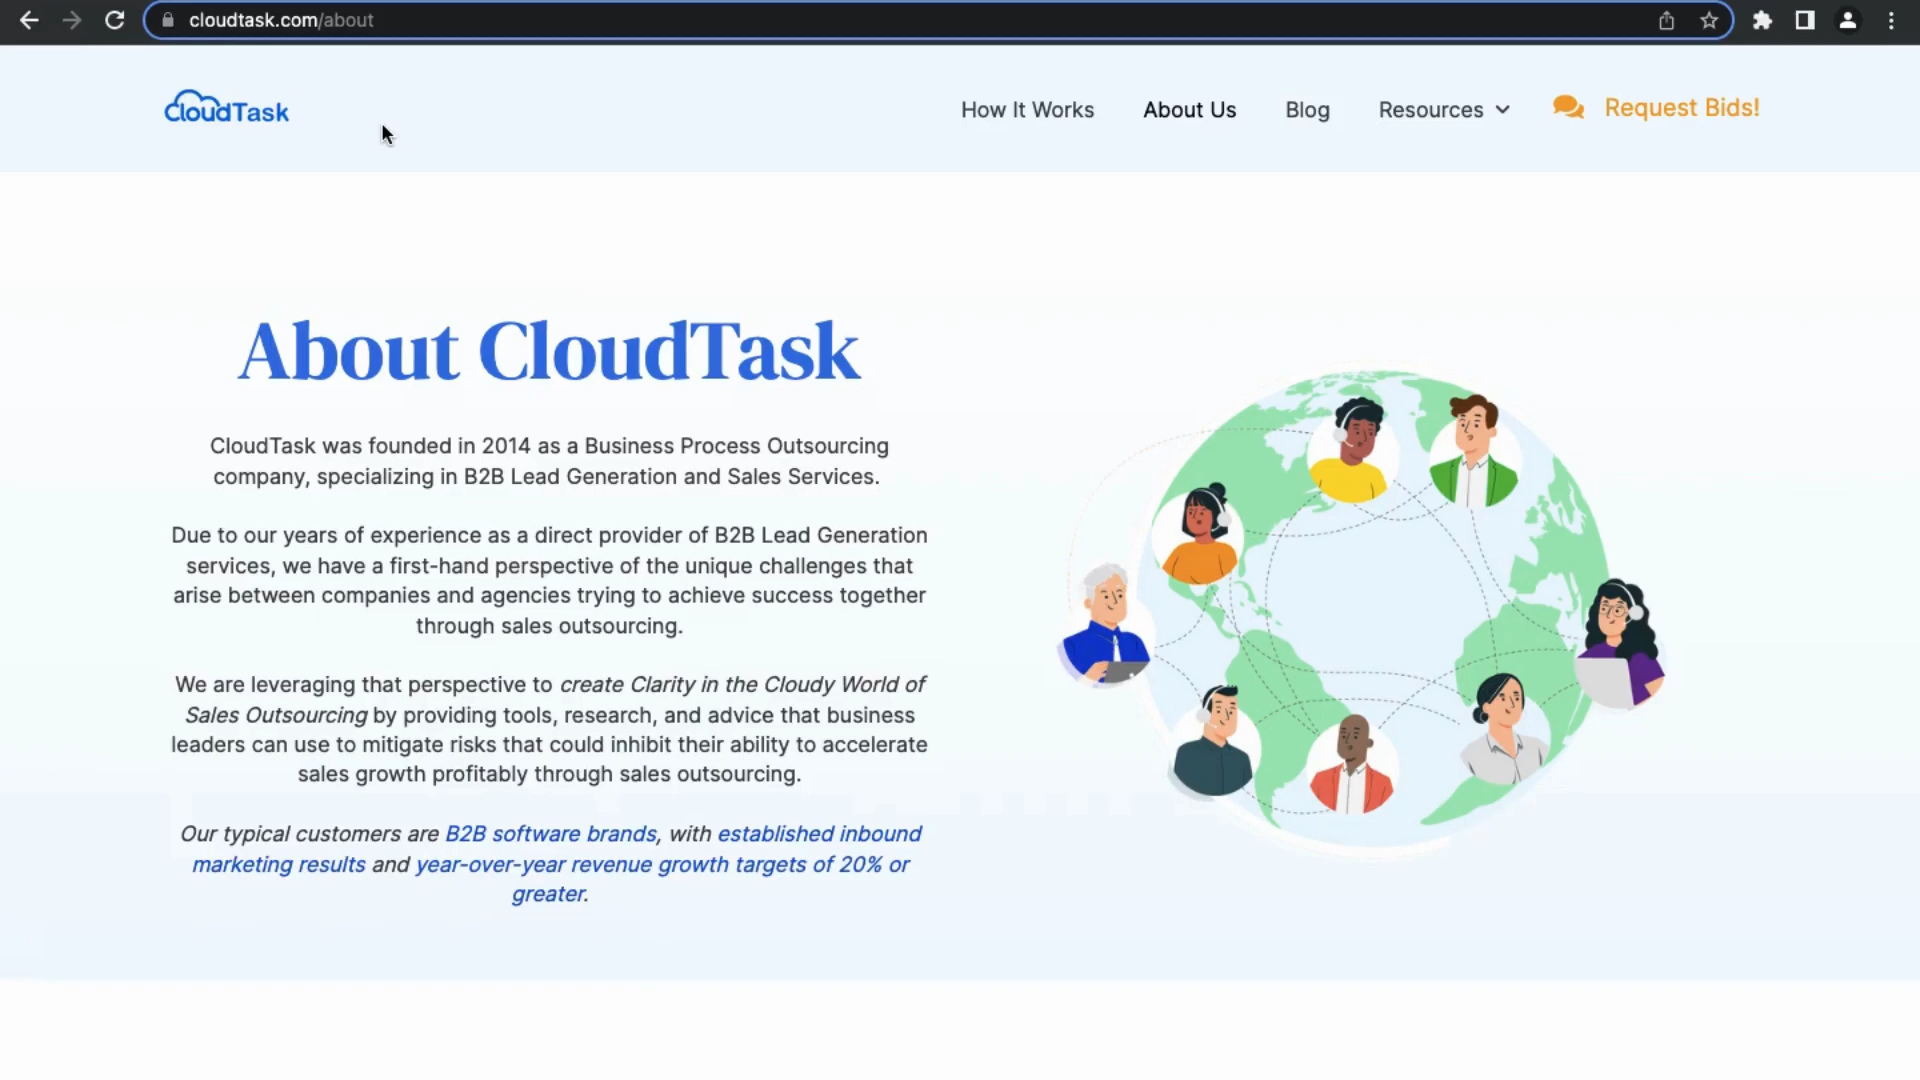 cloudtask.com/about
CloudTask
How It Works
About Us
Blog
Resources
Request Bids!
About CloudTask
CloudTask was founded in 2014 as a Business Process Outsourcing
company, specializing in B2B Lead Generation and Sales Services.
Due to our years of experience as a direct provider of B2B Lead Generation
services, we have a first-hand perspective of the unique challenges that
arise between companies and agencies trying to achieve success together
through sales outsourcing.
We are leveraging that perspective to create Clarity in the Cloudy World of
Sales Outsourcing by providing tools, research, and advice that business
leaders can use to mitigate risks that could inhibit their ability to accelerate
sales growth profitably through sales outsourcing.
Our typical customers are B2B software brands, with established inbound
marketing results and year-over-year revenue growth targets of 20% or
greater.